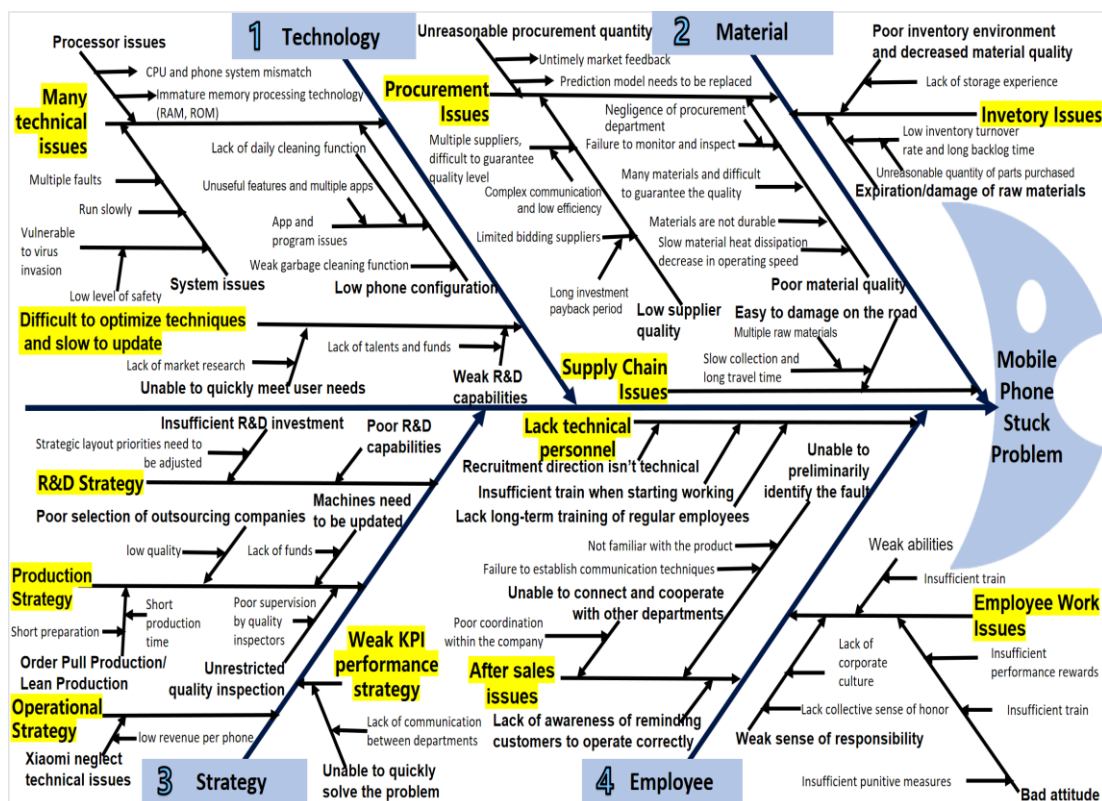 1 Technology
Processor issues
CPU and phone system mismatch
Immature memory processing technology
(RAM, ROM)
Many
technical
issues
Multiple faults
Run slowly
Vulnerable
to virus
invasion
Low level of safety
System issues
Lack of daily cleaning function
Unuseful features and multiple apps
App and
program issues
Weak garbage cleaning function
Low phone configuration
Difficult to optimize techniques
and slow to update
Lack of market research
Unable to quickly meet user needs
Lack of talents and funds
Weak R&D
capabilities
2 Material
Unreasonable procurement quantity
Untimely market feedback
Prediction model needs to be replaced
Procurement
Issues
Multiple suppliers,
difficult to guarantee
quality level
Complex communication
and low efficiency
Limited bidding suppliers
Long investment
payback period
Low supplier
quality
Negligence of procurement
department
Failure to monitor and inspect
Many materials and difficult
to guarantee the quality
Materials are not durable
Slow material heat dissipation
decrease in operating speed
Poor material quality
Poor inventory environment
and decreased material quality
Lack of storage experience
Invetory Issues
Low inventory turnover
rate and long backlog time
Unreasonable quantity of parts purchased
Expiration/damage of raw materials
Easy to damage on the road
Multiple raw materials
Slow collection and
long travel time
Supply Chain
Issues
Mobile
Phone
Stuck
Problem
Insufficient R&D investment
Strategic layout priorities need to
be adjusted
Poor R&D
capabilities
R&D Strategy
Poor selection of outsourcing companies
low quality
Machines need
to be updated
Lack of funds
Production
Strategy
Short
production
time
Short preparation
Order Pull Production/
Lean Production
Poor supervision
by quality
inspectors
Unrestricted
quality inspection
Operational
Strategy
low revenue per phone
Xiaomi neglect
technical issues
Weak KPI
performance
strategy
Lack of communication
between departments
Unable to quickly
solve the problem
3 Strategy
Lack technical
personnel
Recruitment direction isn't technical
Insufficient train when starting working
Lack long-term training of regular employees
Unable to
preliminarily
identify the fault
Not familiar with the product
Failure to establish communication techniques
Unable to connect and cooperate
with other departments
Poor coordination
within the company
After sales
issues
Lack of awareness of reminding
customers to operate correctly
Weak abilities
Insufficient train
Employee Work
Issues
Lack of
corporate
culture
Lack collective sense of honor
Weak sense of responsibility
Insufficient
performance rewards
Insufficient train
Insufficient punitive measures
Bad attitude
4 Employee